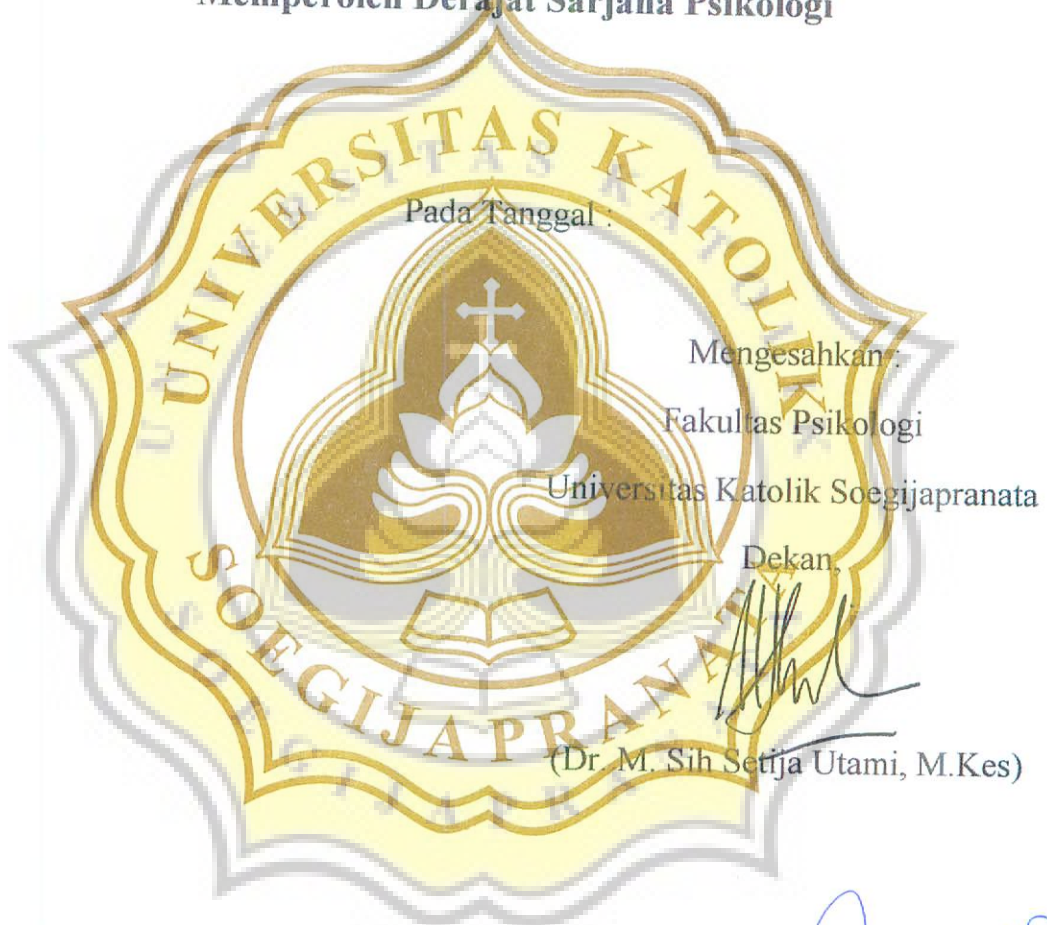 Memperoleh Derajat Sarjana Psikologi
UNIVERSITAS KATOLIK
Pada Tanggal :
Mengesahkan :
Fakultas Psikologi
Universitas Katolik Soegijapranata
Dekan,
SOEGIJAPRANATA
(Dr. M. Sih Setija Utami, M.Kes)